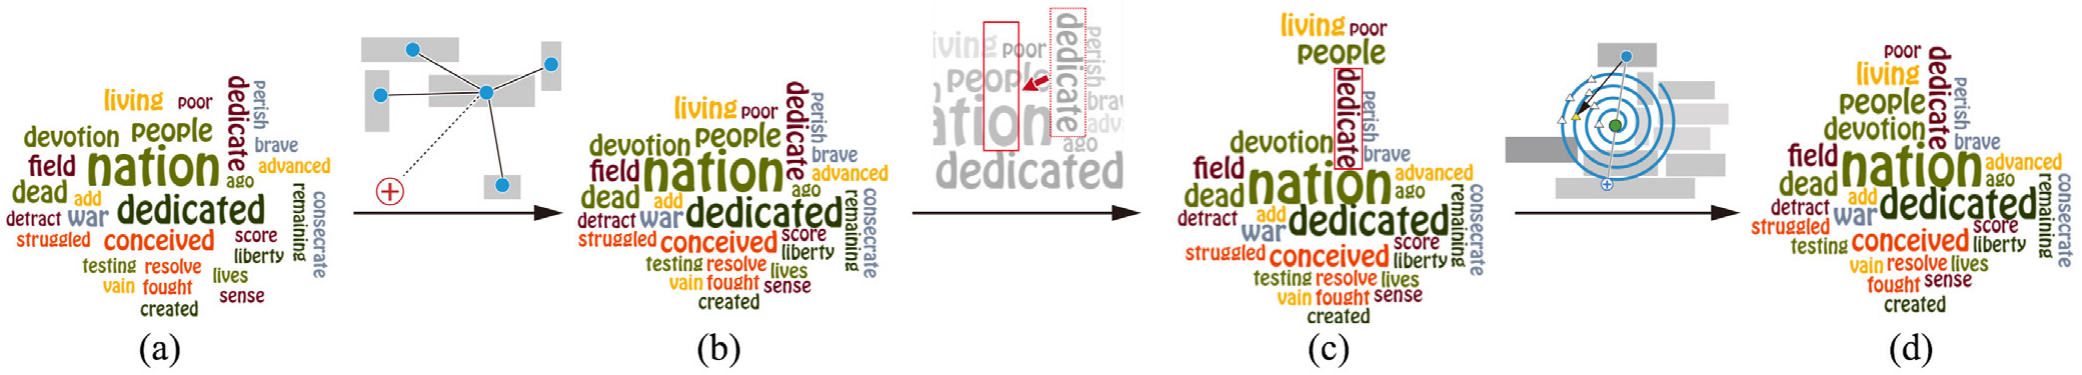 living poor dedicate perish
devotion people brave
field nation advanced
dead add ago remaining consecrate
detract war dedicated
struggled conceived score
liberty
testing resolve lives
vain fought sense
created
(a)
living poor dedicate perish
devotion people brave
field nation advanced
dead add ago remaining consecrate
detract war dedicated
struggled conceived score
liberty
testing resolve lives
vain fought sense
created
(b)
living poor dedicate perish
people
nation brav
adv
ago
dedicated
living poor
people
dedicate perish
devotion brave
field nation advanced
dead add ago remaining consecrate
detract war dedicated
struggled conceived score
liberty
testing resolve lives
vain fought sense
created
(c)
poor dedicate
living perish
people
devotion brave
field nation advanced
dead add ago remaining consecrate
detract war dedicated
struggled conceived score
testing liberty
vain resolve lives
fought sense
created
(d)